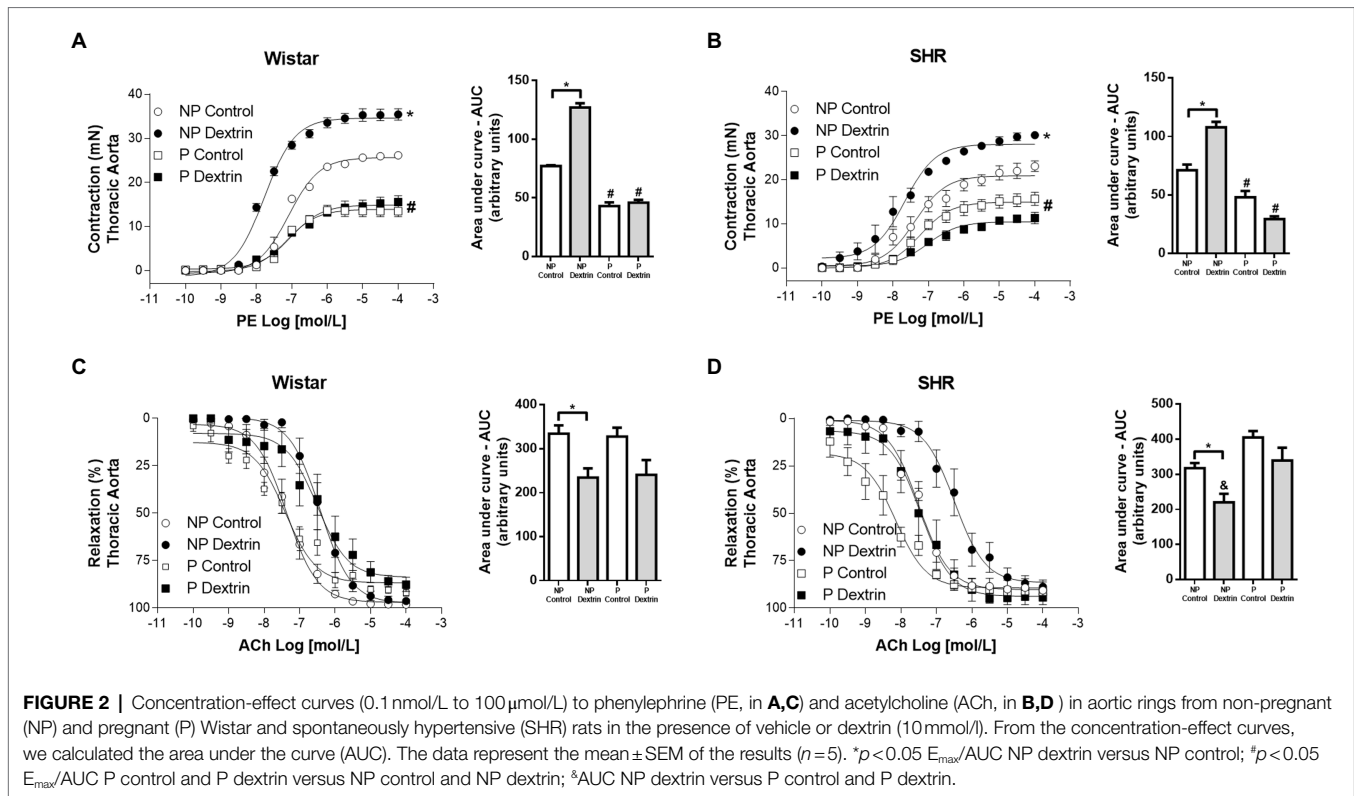 A
Wistar
Contraction (mN)
Thoracic Aorta
40
30
20
10
0
NP Control
NP Dextrin
P Control
P Dextrin
*
#
-11 -10 -9 -8 -7 -6 -5 -4 -3
PE Log [mol/L]
Area under curve - AUC
(arbitrary units)
150
100
50
0
*
# #
NP Control
NP Dextrin
P Control
P Dextrin
B
SHR
Contraction (mN)
Thoracic Aorta
40
30
20
10
0
NP Control
NP Dextrin
P Control
P Dextrin
*
#
-11 -10 -9 -8 -7 -6 -5 -4 -3
PE Log [mol/L]
Area under curve - AUC
(arbitrary units)
150
100
50
0
*
# #
NP Control
NP Dextrin
P Control
P Dextrin
C
Wistar
Relaxation (%)
Thoracic Aorta
0
25
50
75
100
NP Control
NP Dextrin
P Control
P Dextrin
-11 -10 -9 -8 -7 -6 -5 -4 -3
ACh Log [mol/L]
Area under curve - AUC
(arbitrary units)
400
300
200
100
0
*
NP Control
NP Dextrin
P Control
P Dextrin
D
SHR
Relaxation (%)
Thoracic Aorta
0
25
50
75
100
NP Control
NP Dextrin
P Control
P Dextrin
-11 -10 -9 -8 -7 -6 -5 -4 -3
ACh Log [mol/L]
Area under curve - AUC
(arbitrary units)
500
400
300
200
100
0
*
&
NP Control
NP Dextrin
P Control
P Dextrin
FIGURE 2 | Concentration-effect curves (0.1 nmol/L to 100 μmol/L) to phenylephrine (PE, in A,C) and acetylcholine (ACh, in B,D ) in aortic rings from non-pregnant
(NP) and pregnant (P) Wistar and spontaneously hypertensive (SHR) rats in the presence of vehicle or dextrin (10 mmol/l). From the concentration-effect curves,
we calculated the area under the curve (AUC). The data represent the mean ± SEM of the results (n = 5). *p < 0.05 Emax/AUC NP dextrin versus NP control; #p < 0.05
Emax/AUC P control and P dextrin versus NP control and NP dextrin; &AUC NP dextrin versus P control and P dextrin.